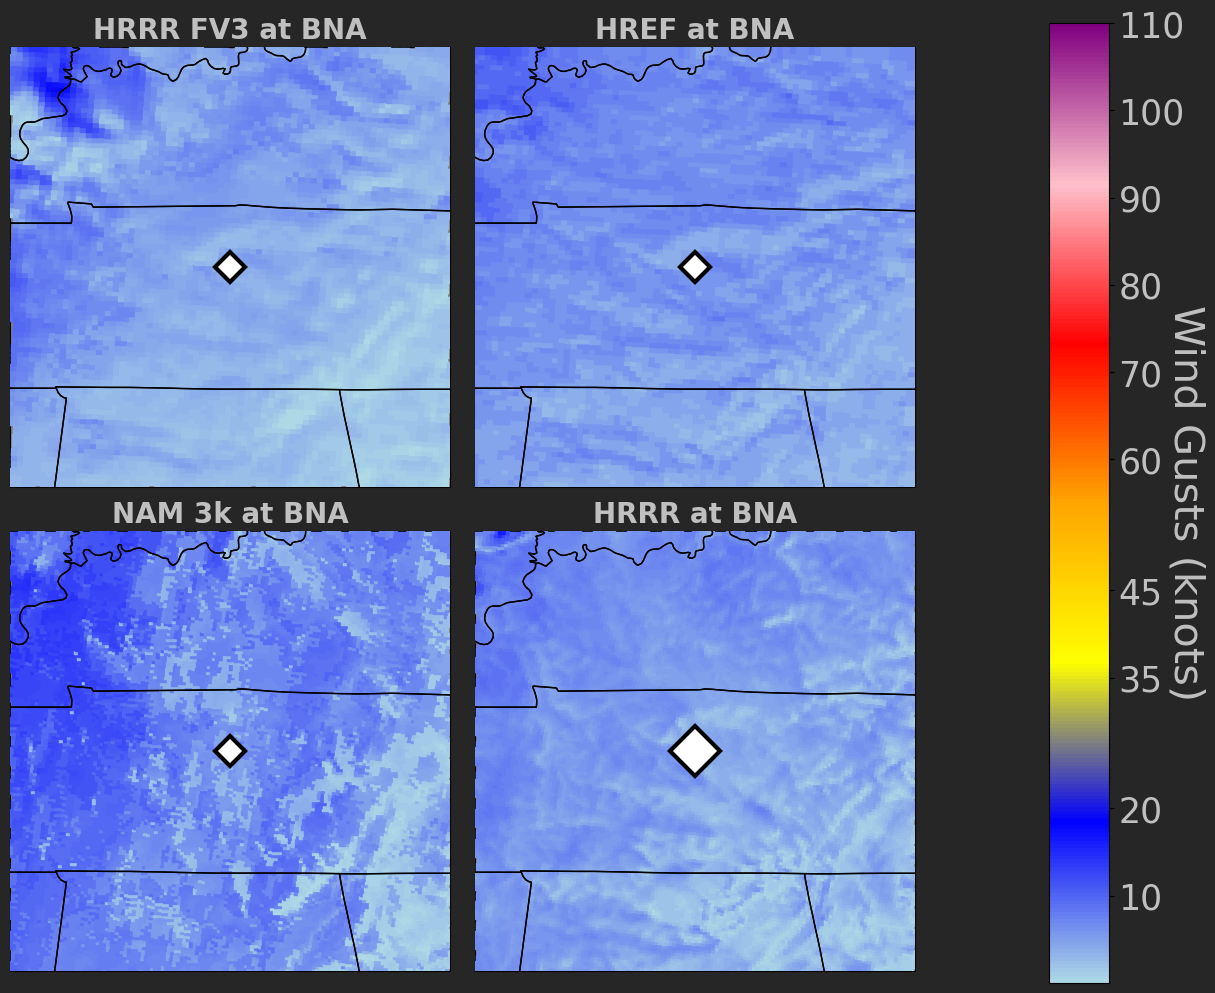 HRRR FV3 at BNA
HREF at BNA
NAM 3k at BNA
HRRR at BNA
110
100
90
80
70
60
45
35
20
10
Wind Gusts (knots)